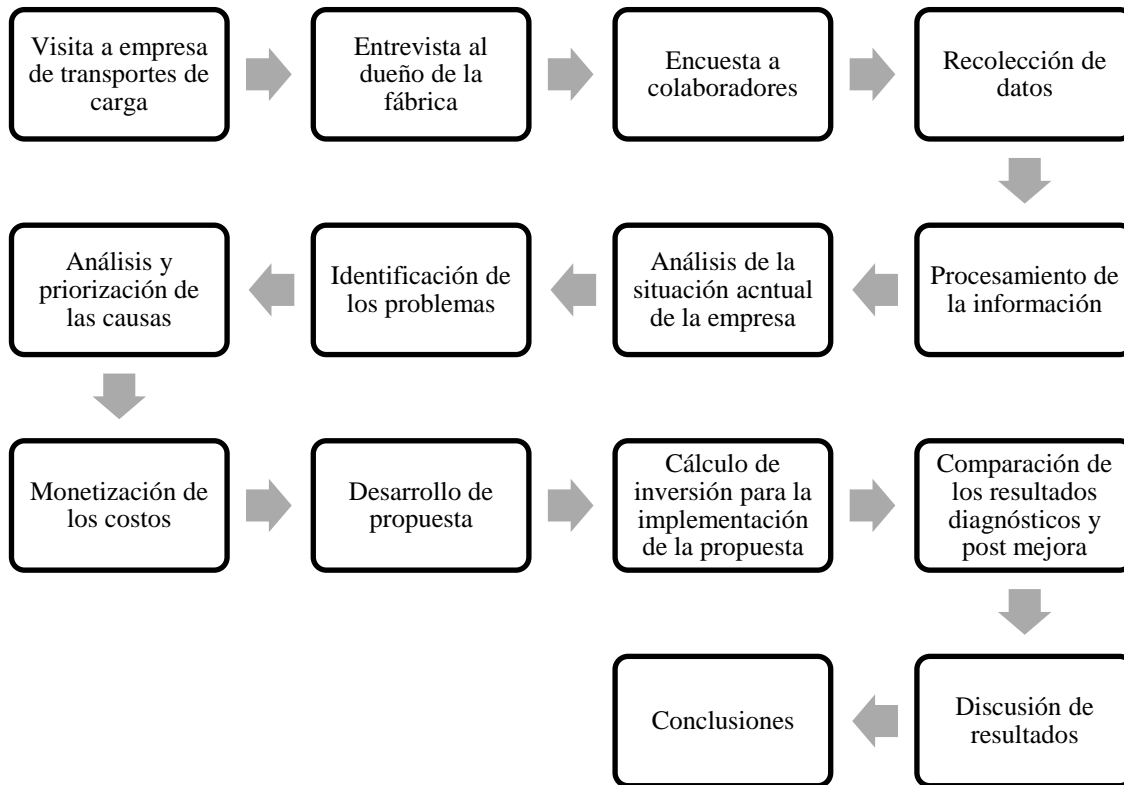 Visita a empresa
de transportes de
carga
Entrevista al
dueño de la
fábrica
Encuesta a
colaboradores
Recolección de
datos
Procesamiento de
la información
Análisis de la
situación acntual
de la empresa
Identificación de
los problemas
Análisis y
priorización de
las causas
Monetización de
los costos
Desarrollo de
propuesta
Cálculo de
inversión para la
implementación
de la propuesta
Comparación de
los resultados
diagnósticos y
post mejora
Discusión de
resultados
Conclusiones